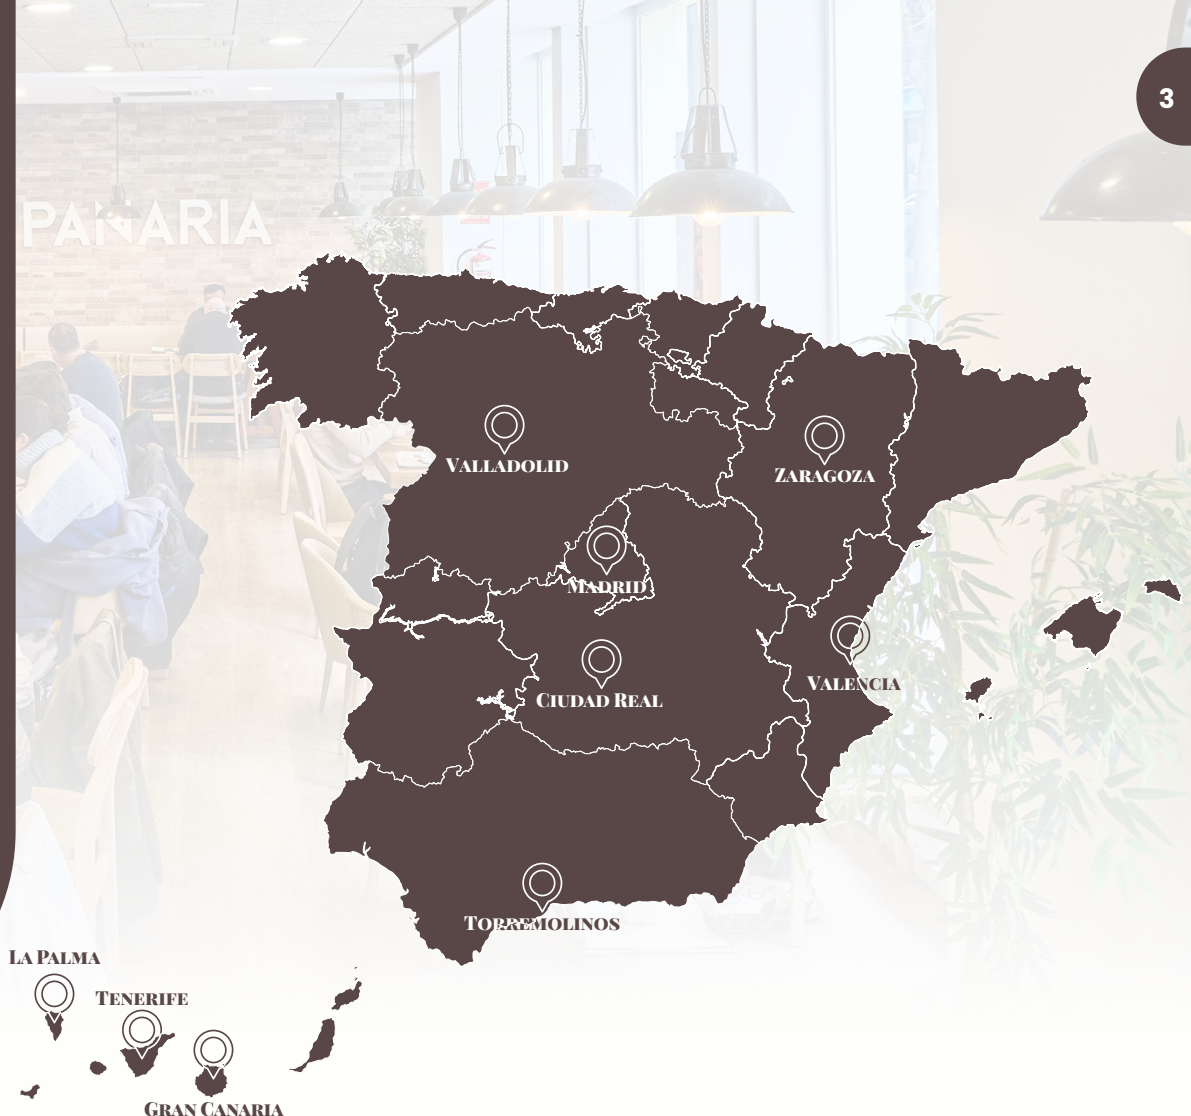 3
PANARIA
VALLADOLID
ZARAGOZA
MADRID
VALENCIA
CIUDAD REAL
TORREMOLINOS
LA PALMA
TENERIFE
GRAN CANARIA